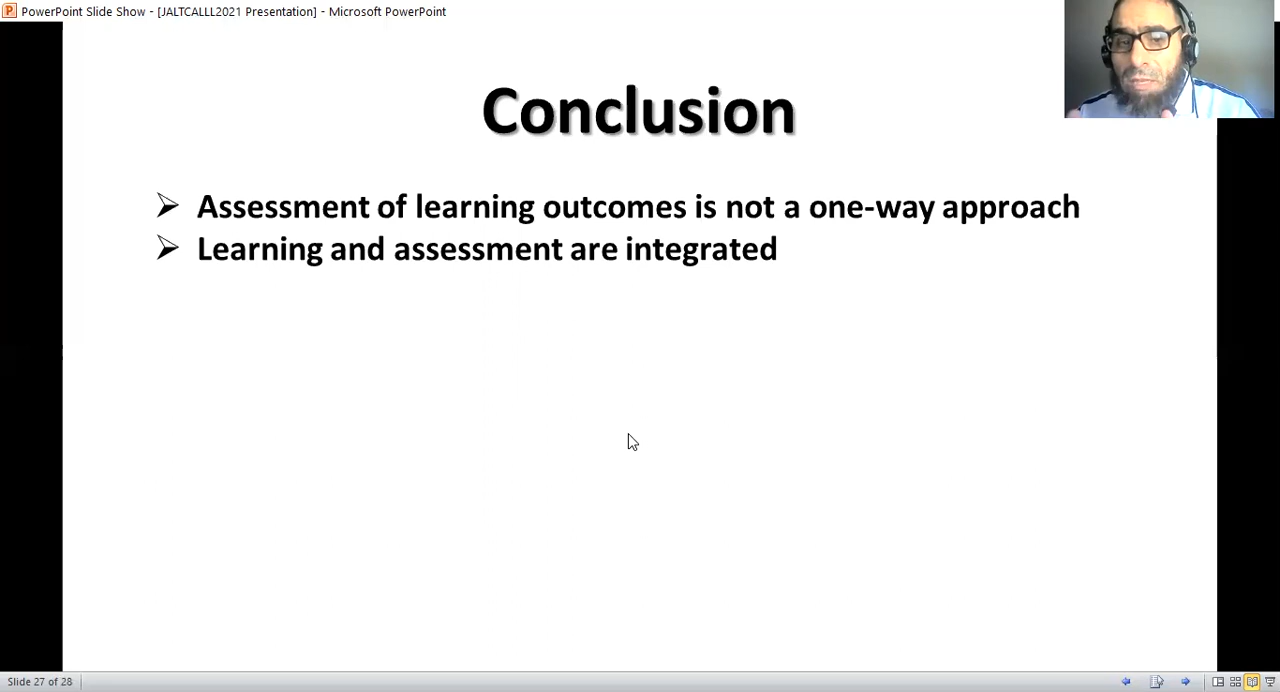 PowerPoint Slide Show - [JALTCALLL2021 Presentation] - Microsoft PowerPoint
Conclusion
➢ Assessment of learning outcomes is not a one-way approach
➢ Learning and assessment are integrated
Slide 27 of 28